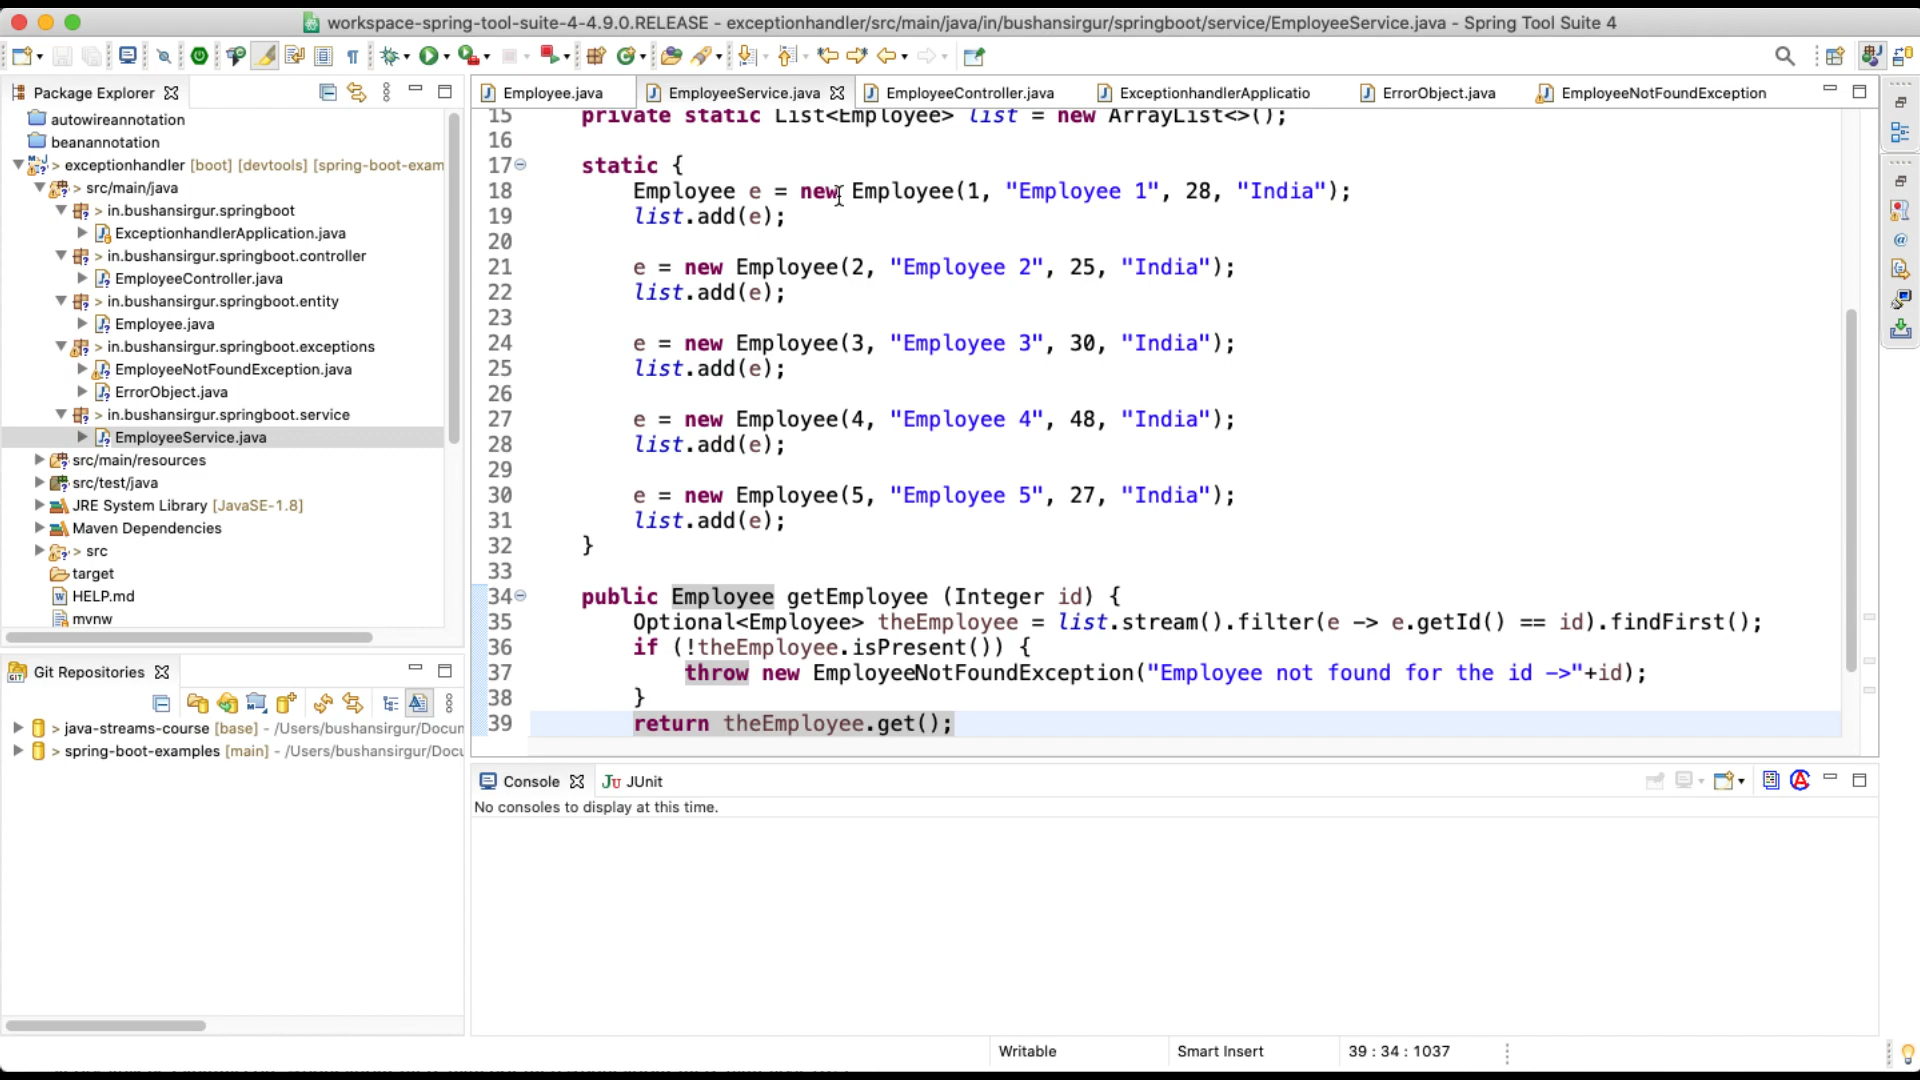 workspace-spring-tool-suite-4-4.9.0.RELEASE - exceptionhandler/src/main/java/in/bushansirgur/springboot/service/EmployeeService.java - Spring Tool Suite 4
Package Explorer
autowireannotation
beanannotation
> exceptionhandler [boot] [devtools] [spring-boot-exam
> src/main/java
> in.bushansirgur.springboot
ExceptionhandlerApplication.java
> in.bushansirgur.springboot.controller
EmployeeController.java
> in.bushansirgur.springboot.entity
Employee.java
> in.bushansirgur.springboot.exceptions
EmployeeNotFoundException.java
ErrorObject.java
> in.bushansirgur.springboot.service
EmployeeService.java
src/main/resources
src/test/java
JRE System Library [JavaSE-1.8]
Maven Dependencies
> src
target
HELP.md
mvnw
Git Repositories
> java-streams-course [base] - /Users/bushansirgur/Docum
> spring-boot-examples [main] - /Users/bushansirgur/Docu
Employee.java
EmployeeService.java
EmployeeController.java
ExceptionhandlerApplicatio
ErrorObject.java
EmployeeNotFoundException
15 private static List<Employee> list = new ArrayList<>();
16
17 static {
18 Employee e = new Employee(1, "Employee 1", 28, "India");
19 list.add(e);
20
21 e = new Employee(2, "Employee 2", 25, "India");
22 list.add(e);
23
24 e = new Employee(3, "Employee 3", 30, "India");
25 list.add(e);
26
27 e = new Employee(4, "Employee 4", 48, "India");
28 list.add(e);
29
30 e = new Employee(5, "Employee 5", 27, "India");
31 list.add(e);
32 }
33
34 public Employee getEmployee (Integer id) {
35 Optional<Employee> theEmployee = list.stream().filter(e -> e.getId() == id).findFirst();
36 if (!theEmployee.isPresent()) {
37 throw new EmployeeNotFoundException("Employee not found for the id ->"+id);
38 }
39 return theEmployee.get();
Console
JUnit
No consoles to display at this time.
Writable
Smart Insert
39 : 34 : 1037